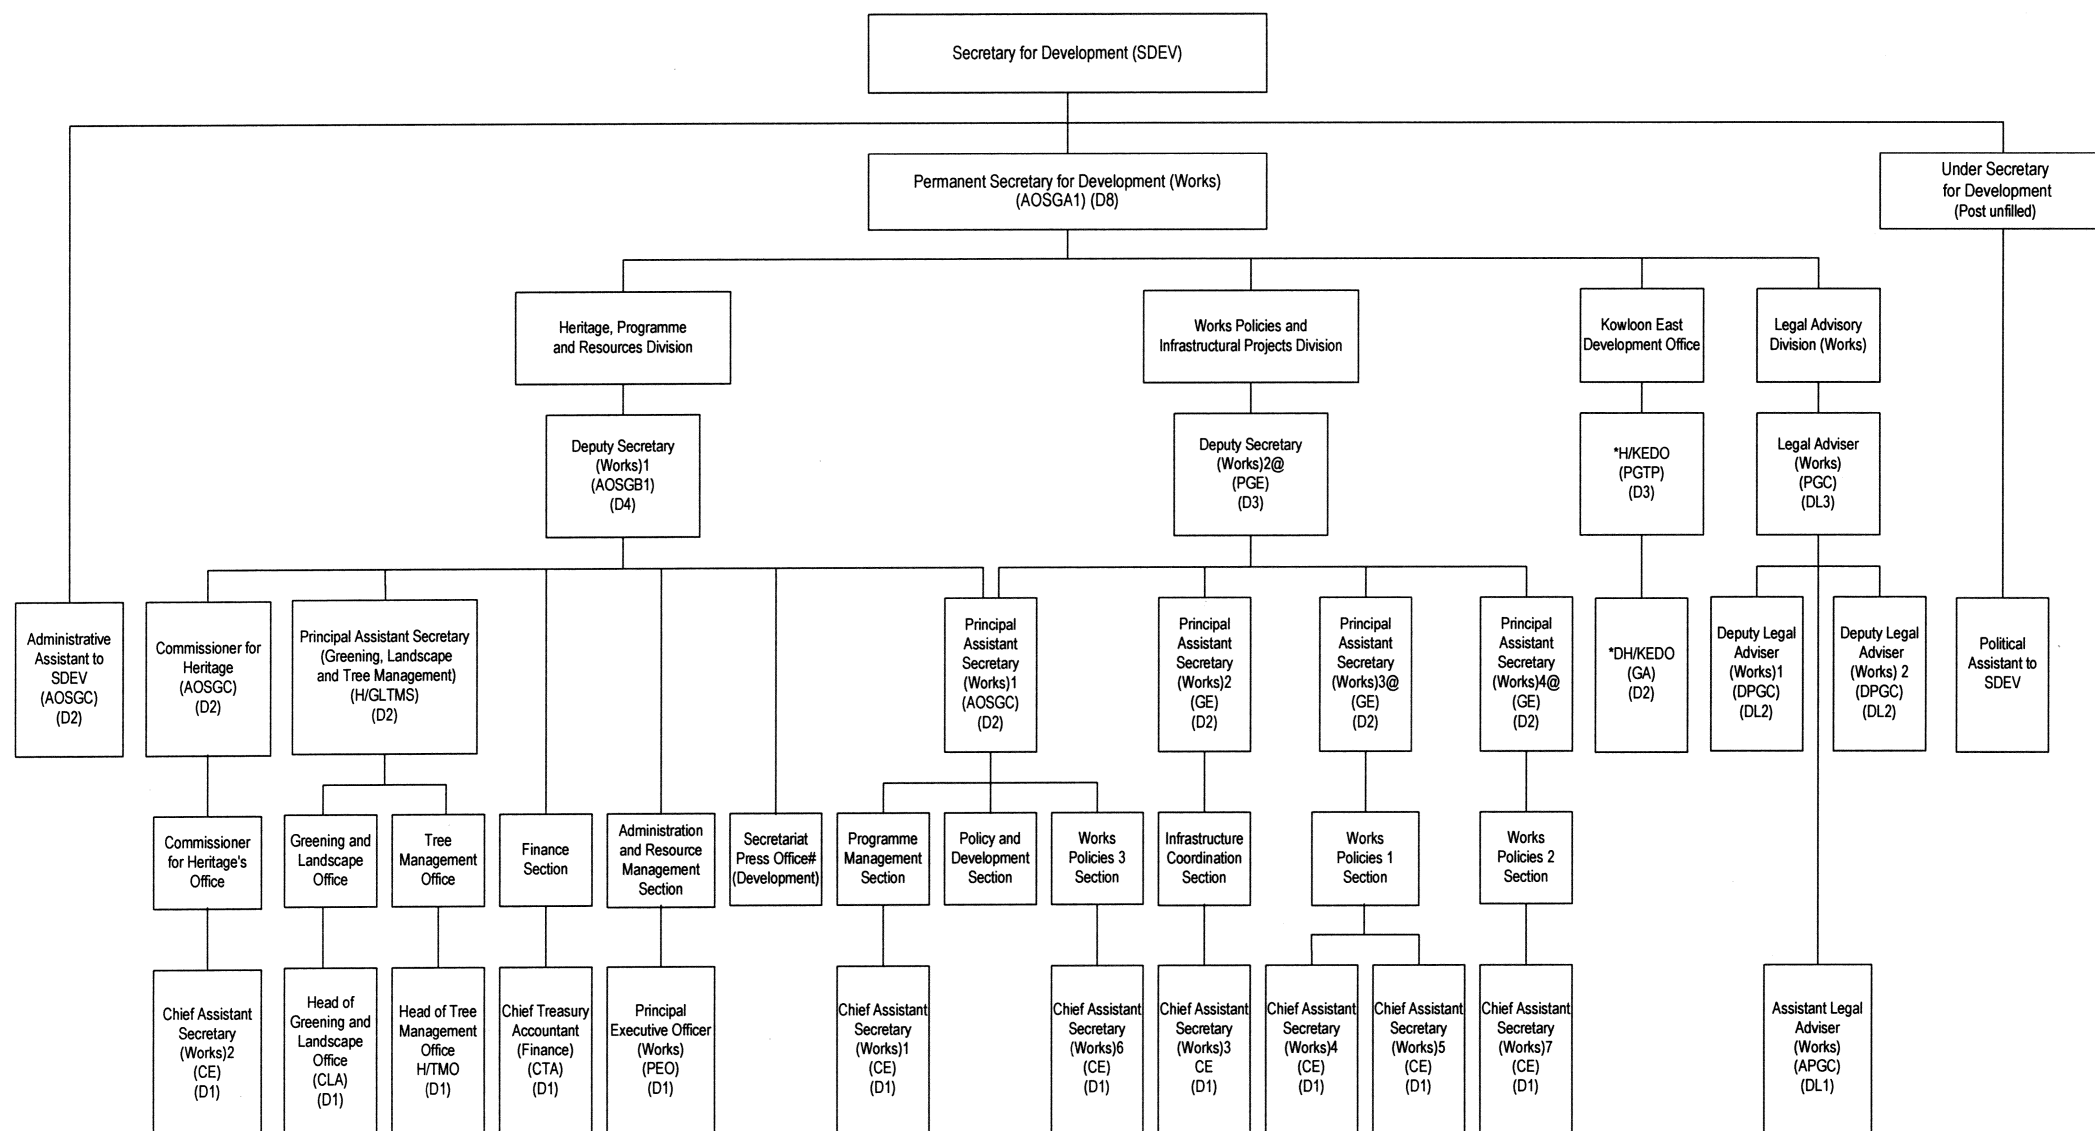 Secretary for Development (SDEV)
Permanent Secretary for Development (Works)
(AOSGA1) (D8)
Under Secretary
for Development
(Post unfilled)
Heritage, Programme
and Resources Division
Works Policies and
Infrastructural Projects Division
Kowloon East
Development Office
Legal Advisory
Division (Works)
Deputy Secretary
(Works)1
(AOSGB1)
(D4)
Deputy Secretary
(Works)2@
(PGE)
(D3)
*H/KEDO
(PGTP)
(D3)
Legal Adviser
(Works)
(PGC)
(DL3)
Administrative
Assistant to
SDEV
(AOSGC)
(D2)
Commissioner for
Heritage
(AOSGC)
(D2)
Principal Assistant Secretary
(Greening, Landscape
and Tree Management)
(H/GLTMS)
(D2)
Principal
Assistant
Secretary
(Works)1
(AOSGC)
(D2)
Principal
Assistant
Secretary
(Works)2
(GE)
(D2)
Principal
Assistant
Secretary
(Works)3@
(GE)
(D2)
Principal
Assistant
Secretary
(Works)4@
(GE)
(D2)
*DH/KEDO
(GA)
(D2)
Deputy Legal
Adviser
(Works)1
(DPGC)
(DL2)
Deputy Legal
Adviser
(Works) 2
(DPGC)
(DL2)
Political
Assistant to
SDEV
Commissioner
for Heritage's
Office
Greening and
Landscape
Office
Tree
Management
Office
Finance
Section
Administration
and Resource
Management
Section
Secretariat
Press Office#
(Development)
Programme
Management
Section
Policy and
Development
Section
Works
Policies 3
Section
Infrastructure
Coordination
Section
Works
Policies 1
Section
Works
Policies 2
Section
Chief Assistant
Secretary
(Works)2
(CE)
(D1)
Head of
Greening and
Landscape
Office
(CLA)
(D1)
Head of Tree
Management
Office
H/TMO
(D1)
Chief Treasury
Accountant
(Finance)
(CTA)
(D1)
Principal
Executive Officer
(Works)
(PEO)
(D1)
Chief Assistant
Secretary
(Works)1
(CE)
(D1)
Chief Assistant
Secretary
(Works)6
(CE)
(D1)
Chief Assistant
Secretary
(Works)3
CE
(D1)
Chief Assistant
Secretary
(Works)4
(CE)
(D1)
Chief Assistant
Secretary
(Works)5
(CE)
(D1)
Chief Assistant
Secretary
(Works)7
(CE)
(D1)
Assistant Legal
Adviser
(Works)
(APGC)
(DL1)